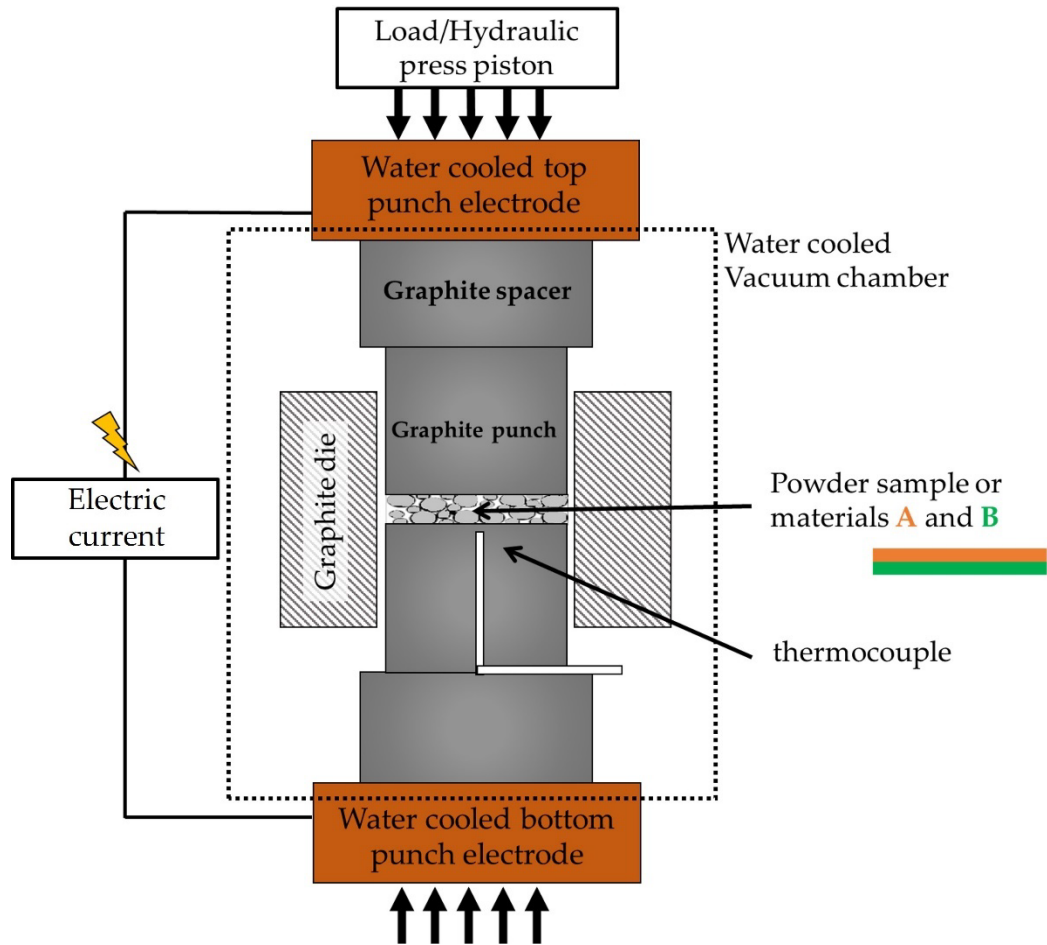 Load/Hydraulic
press piston
Water cooled top
punch electrode
Water cooled
Vacuum chamber
Graphite spacer
Graphite punch
Graphite die
Electric
current
Powder sample or
materials A and B
thermocouple
Water cooled bottom
punch electrode